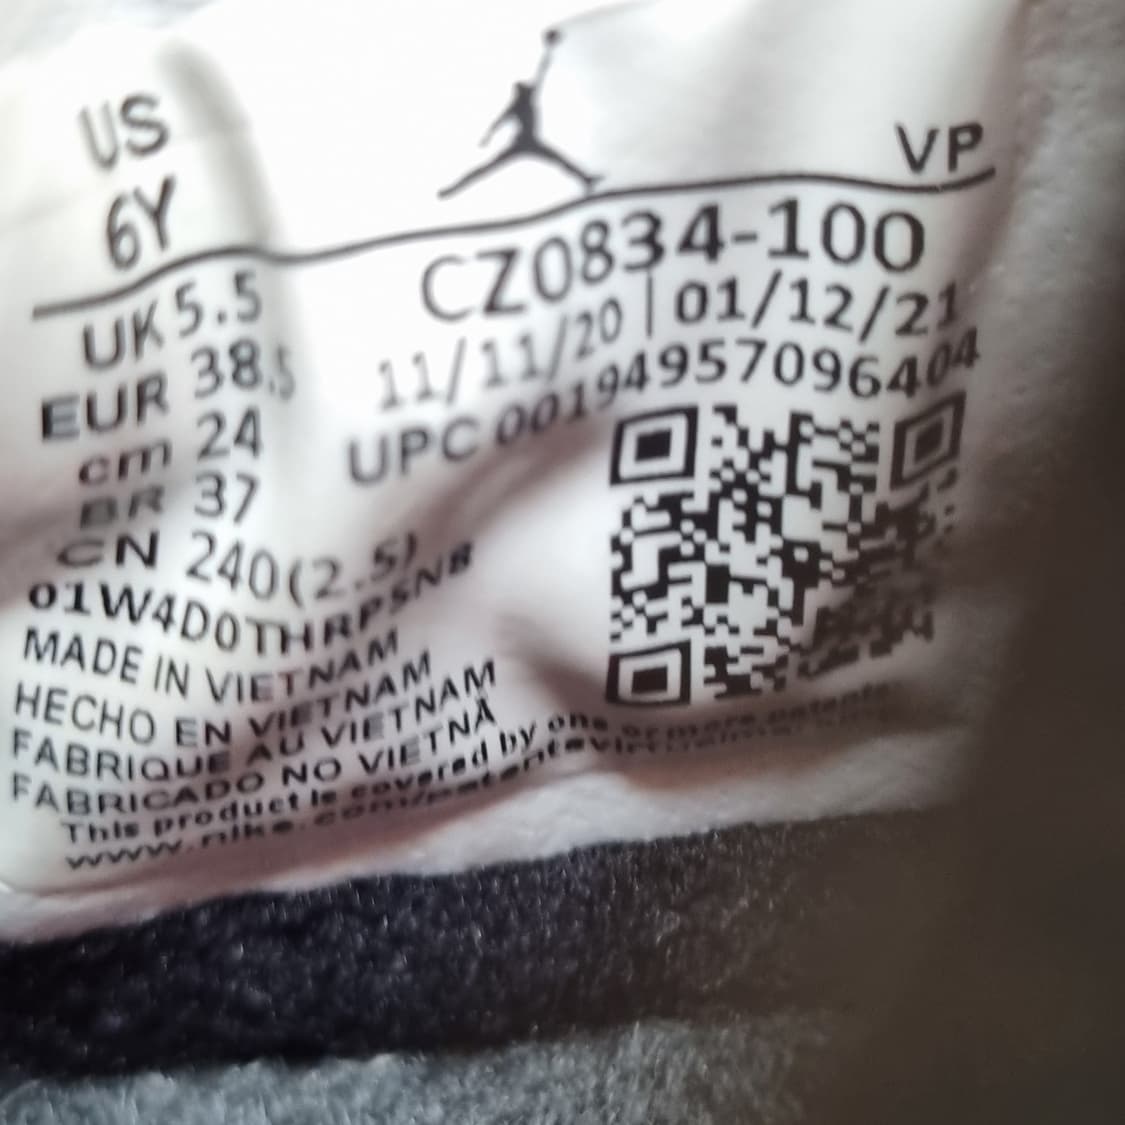 US
6Y
VP
UK 5.5
EUR 38.5
cm 24
BR 37
CN 240(2.5)
CZ0834-100
11/11/20 | 01/12/21
UPC 00194957096404
01W4D0THRPSN8
MADE IN VIETNAM
HECHO EN VIETNAM
FABRIQUE AU VIETNAM
FABRICADO NO VIETNÃ
This product is covered by one or more patents
www.nike.com/patents